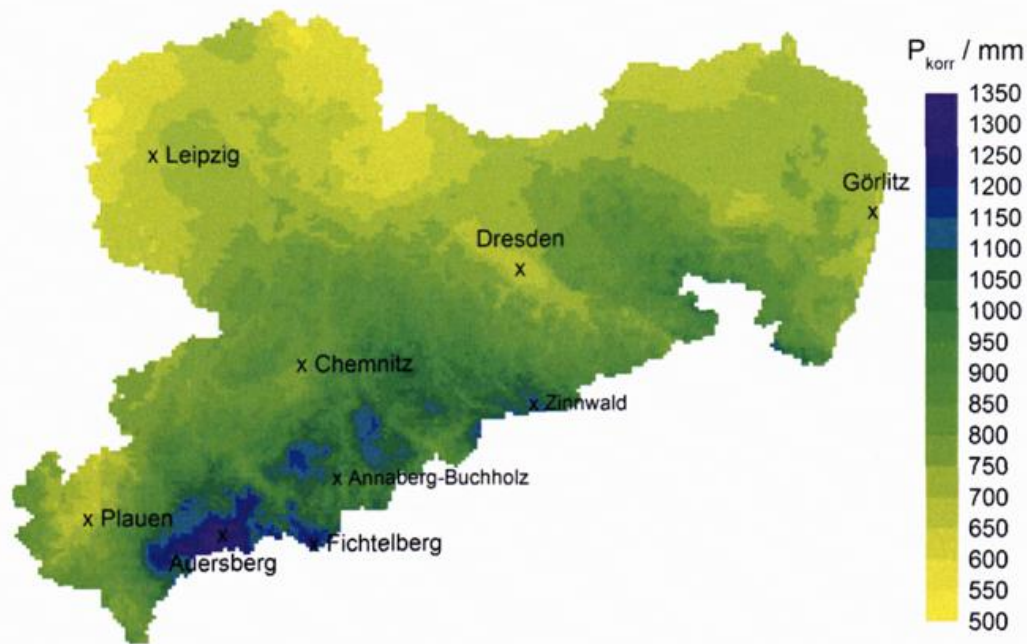 P_korr / mm
1350
1300
1250
1200
1150
1100
1050
1000
950
900
850
800
750
700
650
600
550
500
x Leipzig
Görlitz
x
Dresden
x
x Chemnitz
x Zinnwald
x Annaberg-Buchholz
x Plauen
x
Auersberg
x Fichtelberg